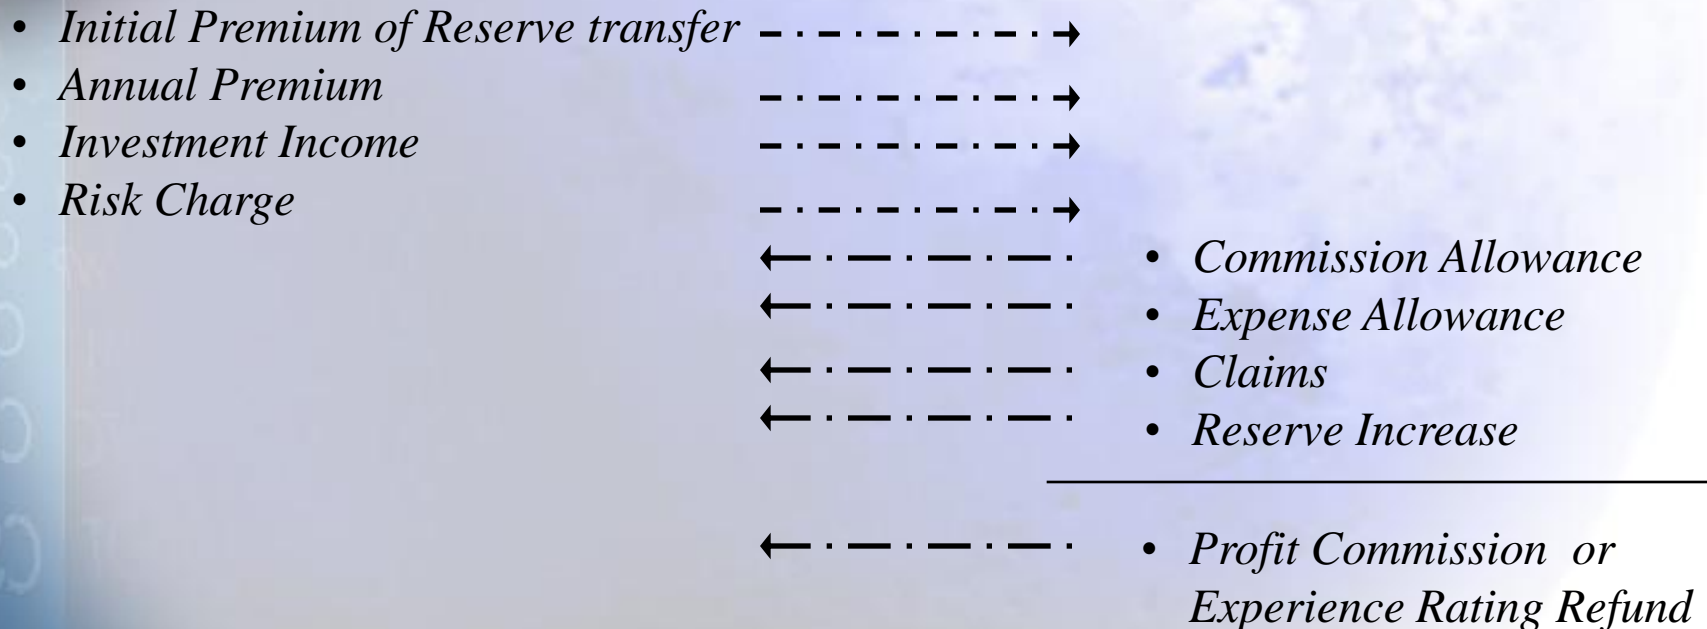 • Initial Premium of Reserve transfer
• Annual Premium
• Investment Income
• Risk Charge
• Commission Allowance
• Expense Allowance
• Claims
• Reserve Increase
• Profit Commission or
Experience Rating Refund